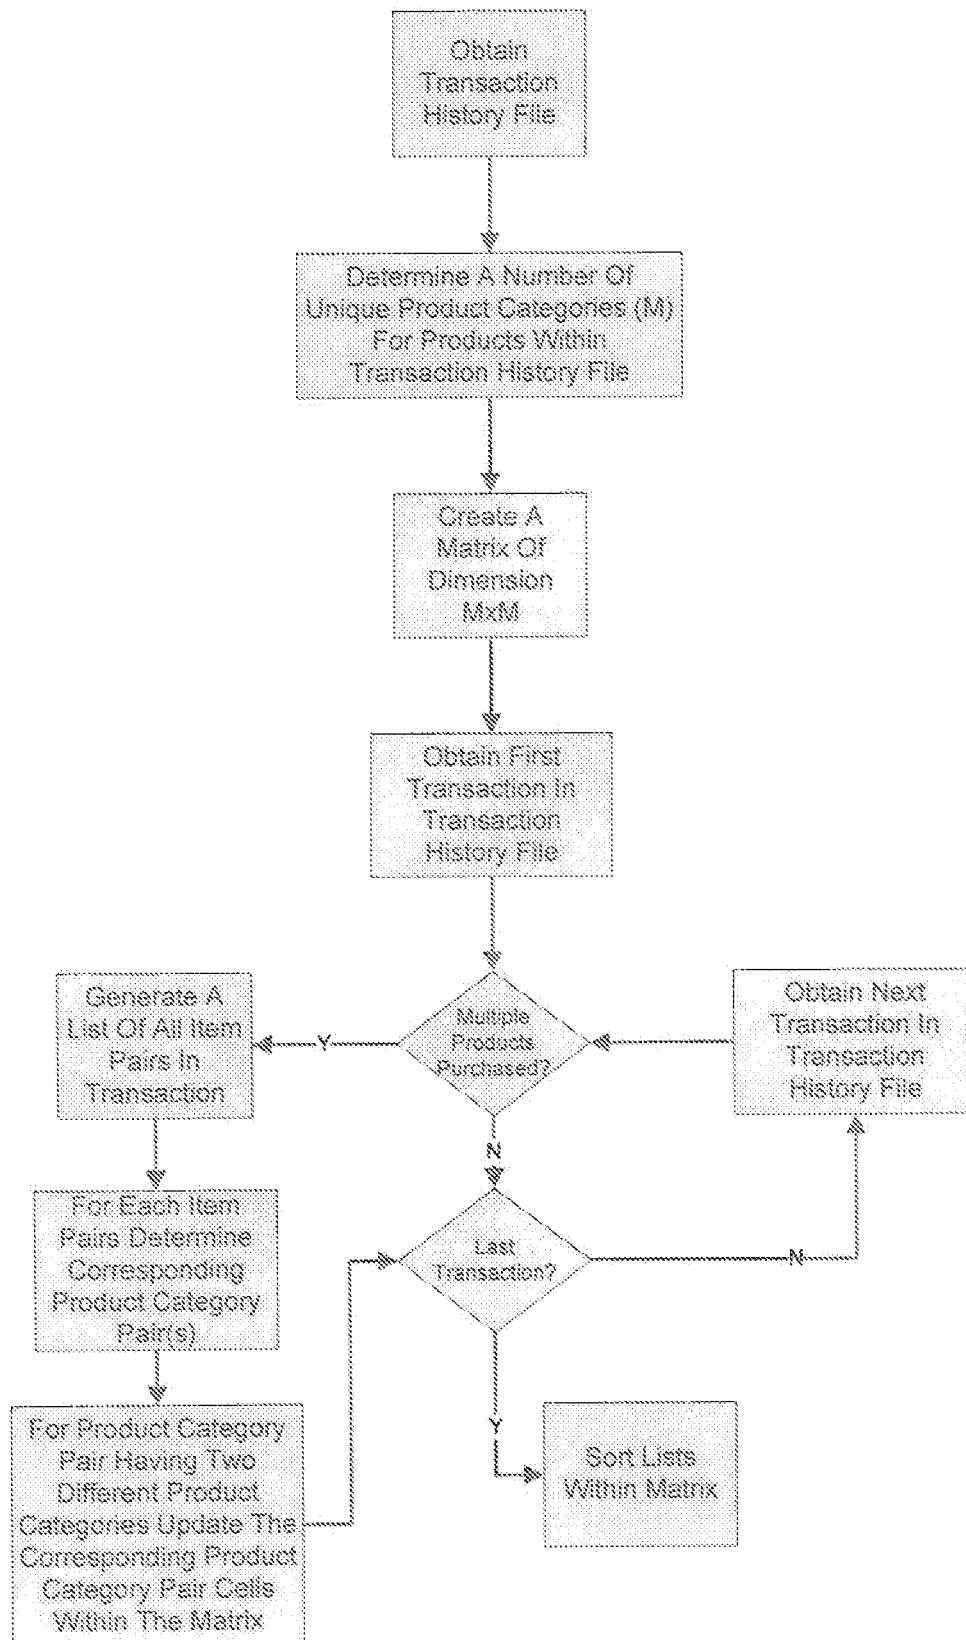 Obtain
Transaction
History File
Determine A Number Of
Unique Product Categories (M)
For Products Within
Transaction History File
Create A
Matrix Of
Dimension
MxM
Obtain First
Transaction In
Transaction
History File
Multiple
Products
Purchased?
Y
Generate A
List Of All Item
Pairs In
Transaction
Obtain Next
Transaction In
Transaction
History File
N
For Each Item
Pairs Determine
Corresponding
Product Category
Pair(s)
Last
Transaction?
N
For Product Category
Pair Having Two
Different Product
Categories Update The
Corresponding Product
Category Pair Cells
Within The Matrix
Y
Sort Lists
Within Matrix